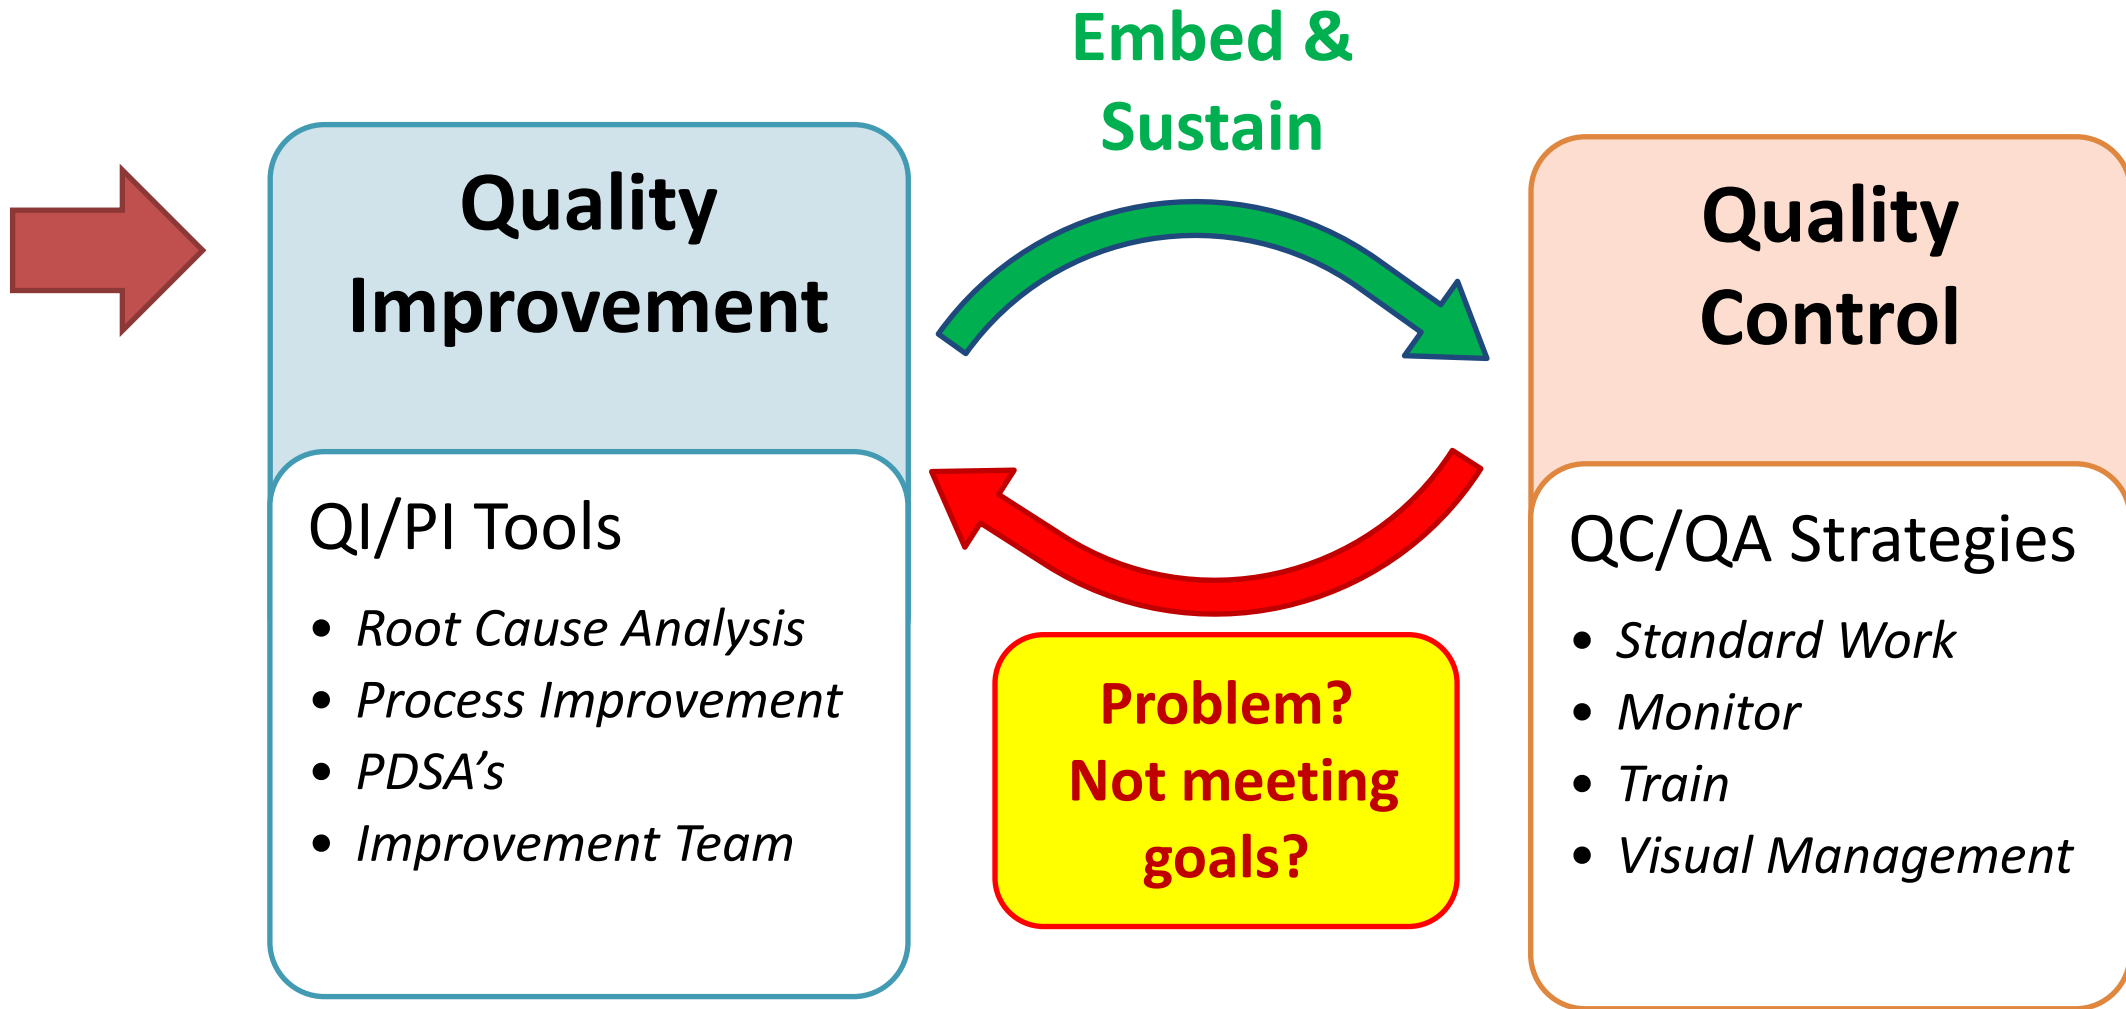 Embed &
Sustain
Quality
Improvement
QI/PI Tools
• Root Cause Analysis
• Process Improvement
• PDSA’s
• Improvement Team
Problem?
Not meeting
goals?
Quality
Control
QC/QA Strategies
• Standard Work
• Monitor
• Train
• Visual Management